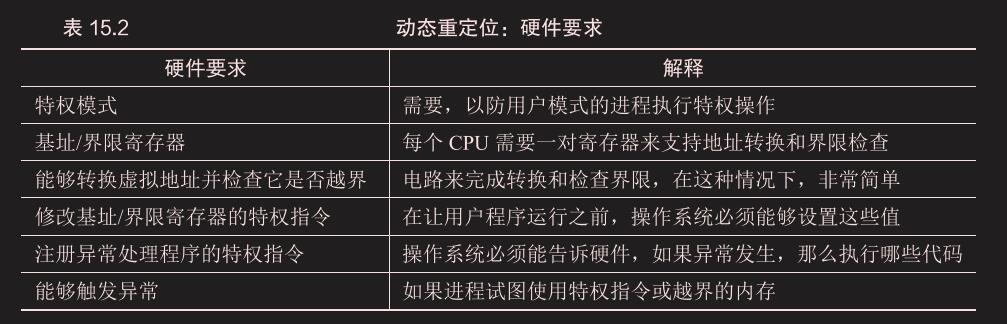 表 15.2 动态重定位：硬件要求
硬件要求 解释
特权模式 需要，以防用户模式的进程执行特权操作
基址/界限寄存器 每个 CPU 需要一对寄存器来支持地址转换和界限检查
能够转换虚拟地址并检查它是否越界 电路来完成转换和检查界限，在这种情况下，非常简单
修改基址/界限寄存器的特权指令 在让用户程序运行之前，操作系统必须能够设置这些值
注册异常处理程序的特权指令 操作系统必须能告诉硬件，如果异常发生，那么执行哪些代码
能够触发异常 如果进程试图使用特权指令或越界的内存